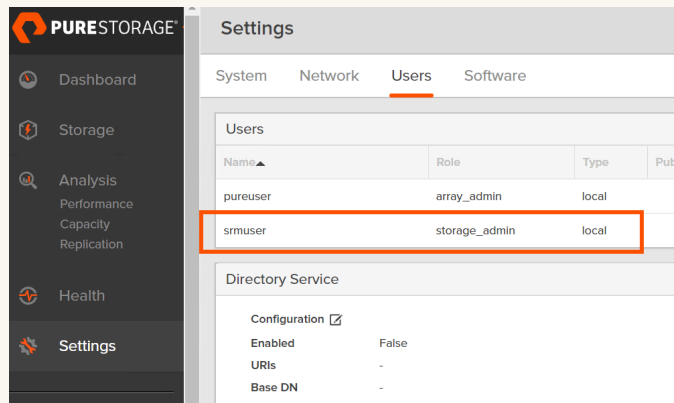 PURESTORAGE®
Dashboard
Storage
Analysis
Performance
Capacity
Replication
Health
Settings
Settings
System Network Users Software
Users
Name Role Type
pureuser array_admin local
srmuser storage_admin local
Directory Service
Configuration
Enabled False
URIs -
Base DN -